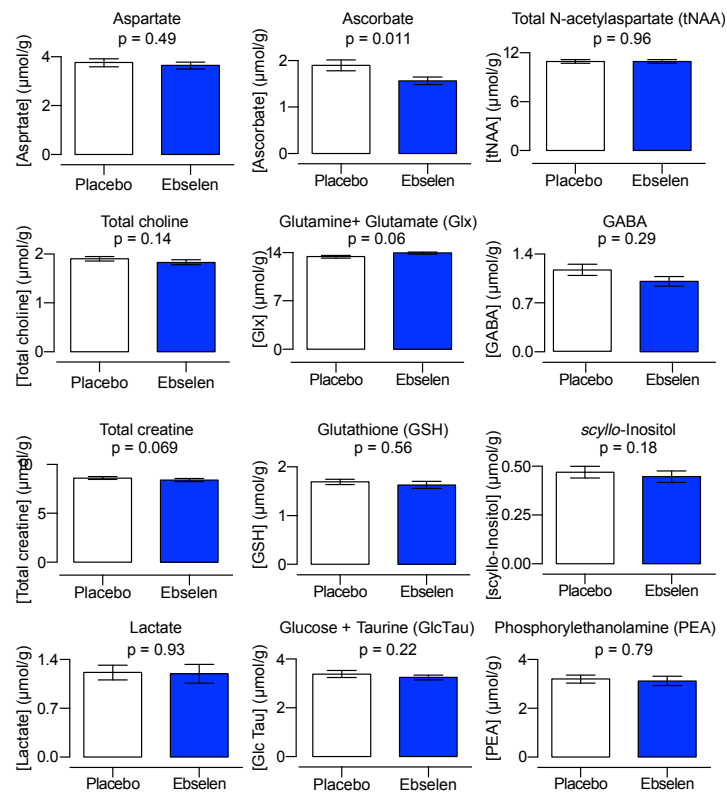 Aspartate
p = 0.49
[Asprtate] (μmol/g)
4
2
0
Placebo Ebselen
Ascorbate
p = 0.011
[Ascorbate] (μmol/g)
2
1
0
Placebo Ebselen
Total N-acetylaspartate (tNAA)
p = 0.96
[tNAA] (μmol/g)
12
6
0
Placebo Ebselen
Total choline
p = 0.14
[Total choline] (μmol/g)
2
1
0
Placebo Ebselen
Glutamine+ Glutamate (Glx)
p = 0.06
[Glx] (μmol/g)
14
7
0
Placebo Ebselen
GABA
p = 0.29
[GABA] (μmol/g)
1.4
0.7
0.0
Placebo Ebselen
Total creatine
p = 0.069
[Total creatine] (μmol/g)
10
5
0
Placebo Ebselen
Glutathione (GSH)
p = 0.56
[GSH] (μmol/g)
2
1
0
Placebo Ebselen
scyllo-Inositol
p = 0.18
[scyllo-Inositol] (μmol/g)
0.50
0.25
0.00
Placebo Ebselen
Lactate
p = 0.93
[Lactate] (μmol/g)
1.4
0.7
0.0
Placebo Ebselen
Glucose + Taurine (GlcTau)
p = 0.22
[Glc Tau] (μmol/g)
4
2
0
Placebo Ebselen
Phosphorylethanolamine (PEA)
p = 0.79
[PEA] (μmol/g)
4
2
0
Placebo Ebselen